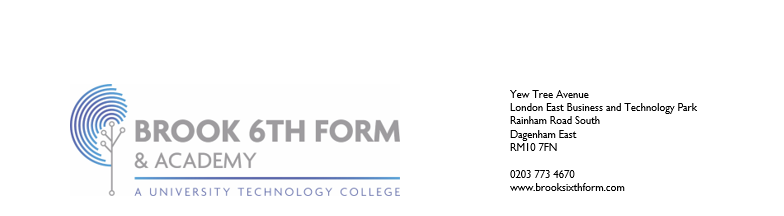 BROOK 6TH FORM
& ACADEMY
A UNIVERSITY TECHNOLOGY COLLEGE
Yew Tree Avenue
London East Business and Technology Park
Rainham Road South
Dagenham East
RM10 7FN
0203 773 4670
www.brooksixthform.com